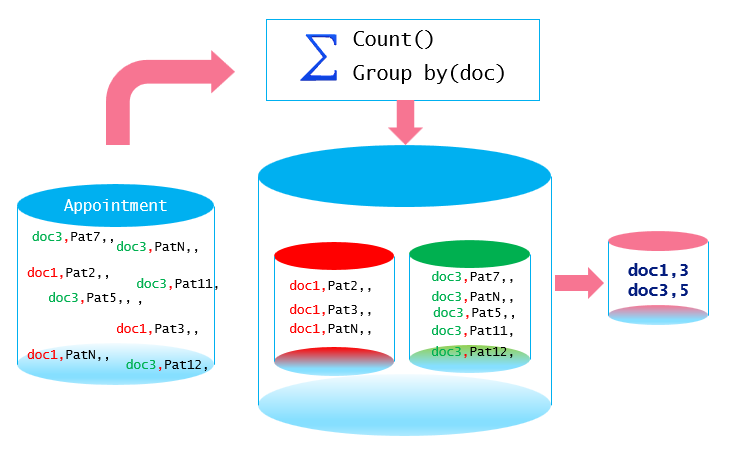 ∑
Count()
Group by(doc)
Appointment
doc3,Pat7,,
doc3,PatN,,
doc1,Pat2,,
doc3,Pat11,
doc3,Pat5,, ,
doc1,Pat3,,
doc1,PatN,,
doc3,Pat12,
doc1,Pat2,,
doc1,Pat3,,
doc1,PatN,,
doc3,Pat7,,
doc3,PatN,,
doc3,Pat5,,
doc3,Pat11,
doc3,Pat12,
doc1,3
doc3,5